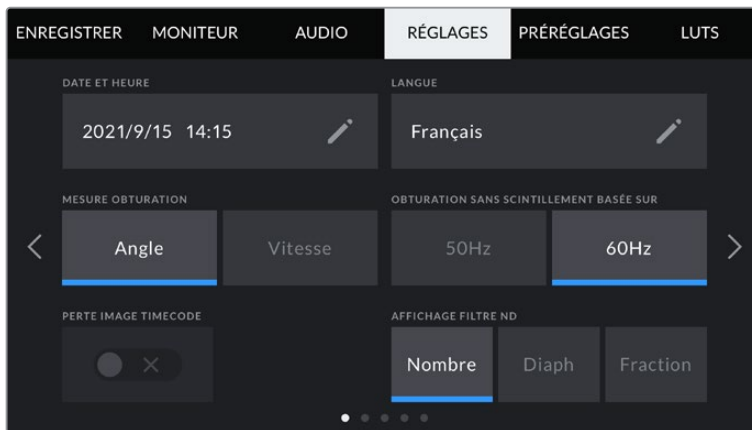 ENREGISTRER MONITEUR AUDIO RÉGLAGES PRÉRÉGLAGES LUTS
DATE ET HEURE LANGUE
2021/9/15 14:15 Français
MESURE OBTURATION OBTURATION SANS SCINTILLEMENT BASÉE SUR
Angle Vitesse 50Hz 60Hz
PERTE IMAGE TIMECODE AFFICHAGE FILTRE ND
Nombre Diaph Fraction